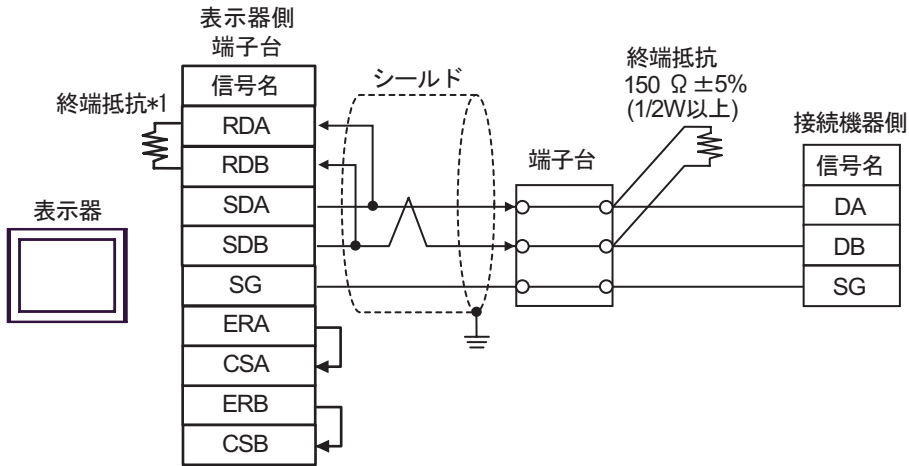 表示器側
端子台
終端抵抗*1
信号名
RDA
RDB
SDA
SDB
SG
ERA
CSA
ERB
CSB
表示器
シールド
端子台
終端抵抗
150 Ω ±5%
(1/2W以上)
接続機器側
信号名
DA
DB
SG